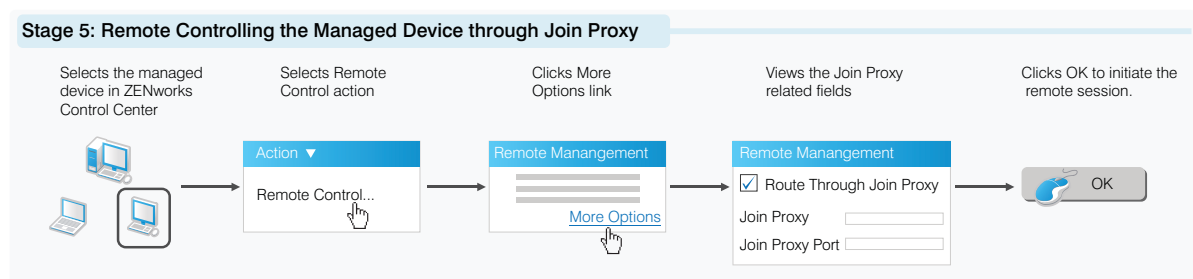 Stage 5: Remote Controlling the Managed Device through Join Proxy
Selects the managed
device in ZENworks
Control Center
Selects Remote
Control action
Clicks More
Options link
Views the Join Proxy
related fields
Clicks OK to initiate the
remote session.
Action ▼
Remote Control...
Remote Manangement
More Options
Remote Manangement
Route Through Join Proxy
Join Proxy
Join Proxy Port
OK